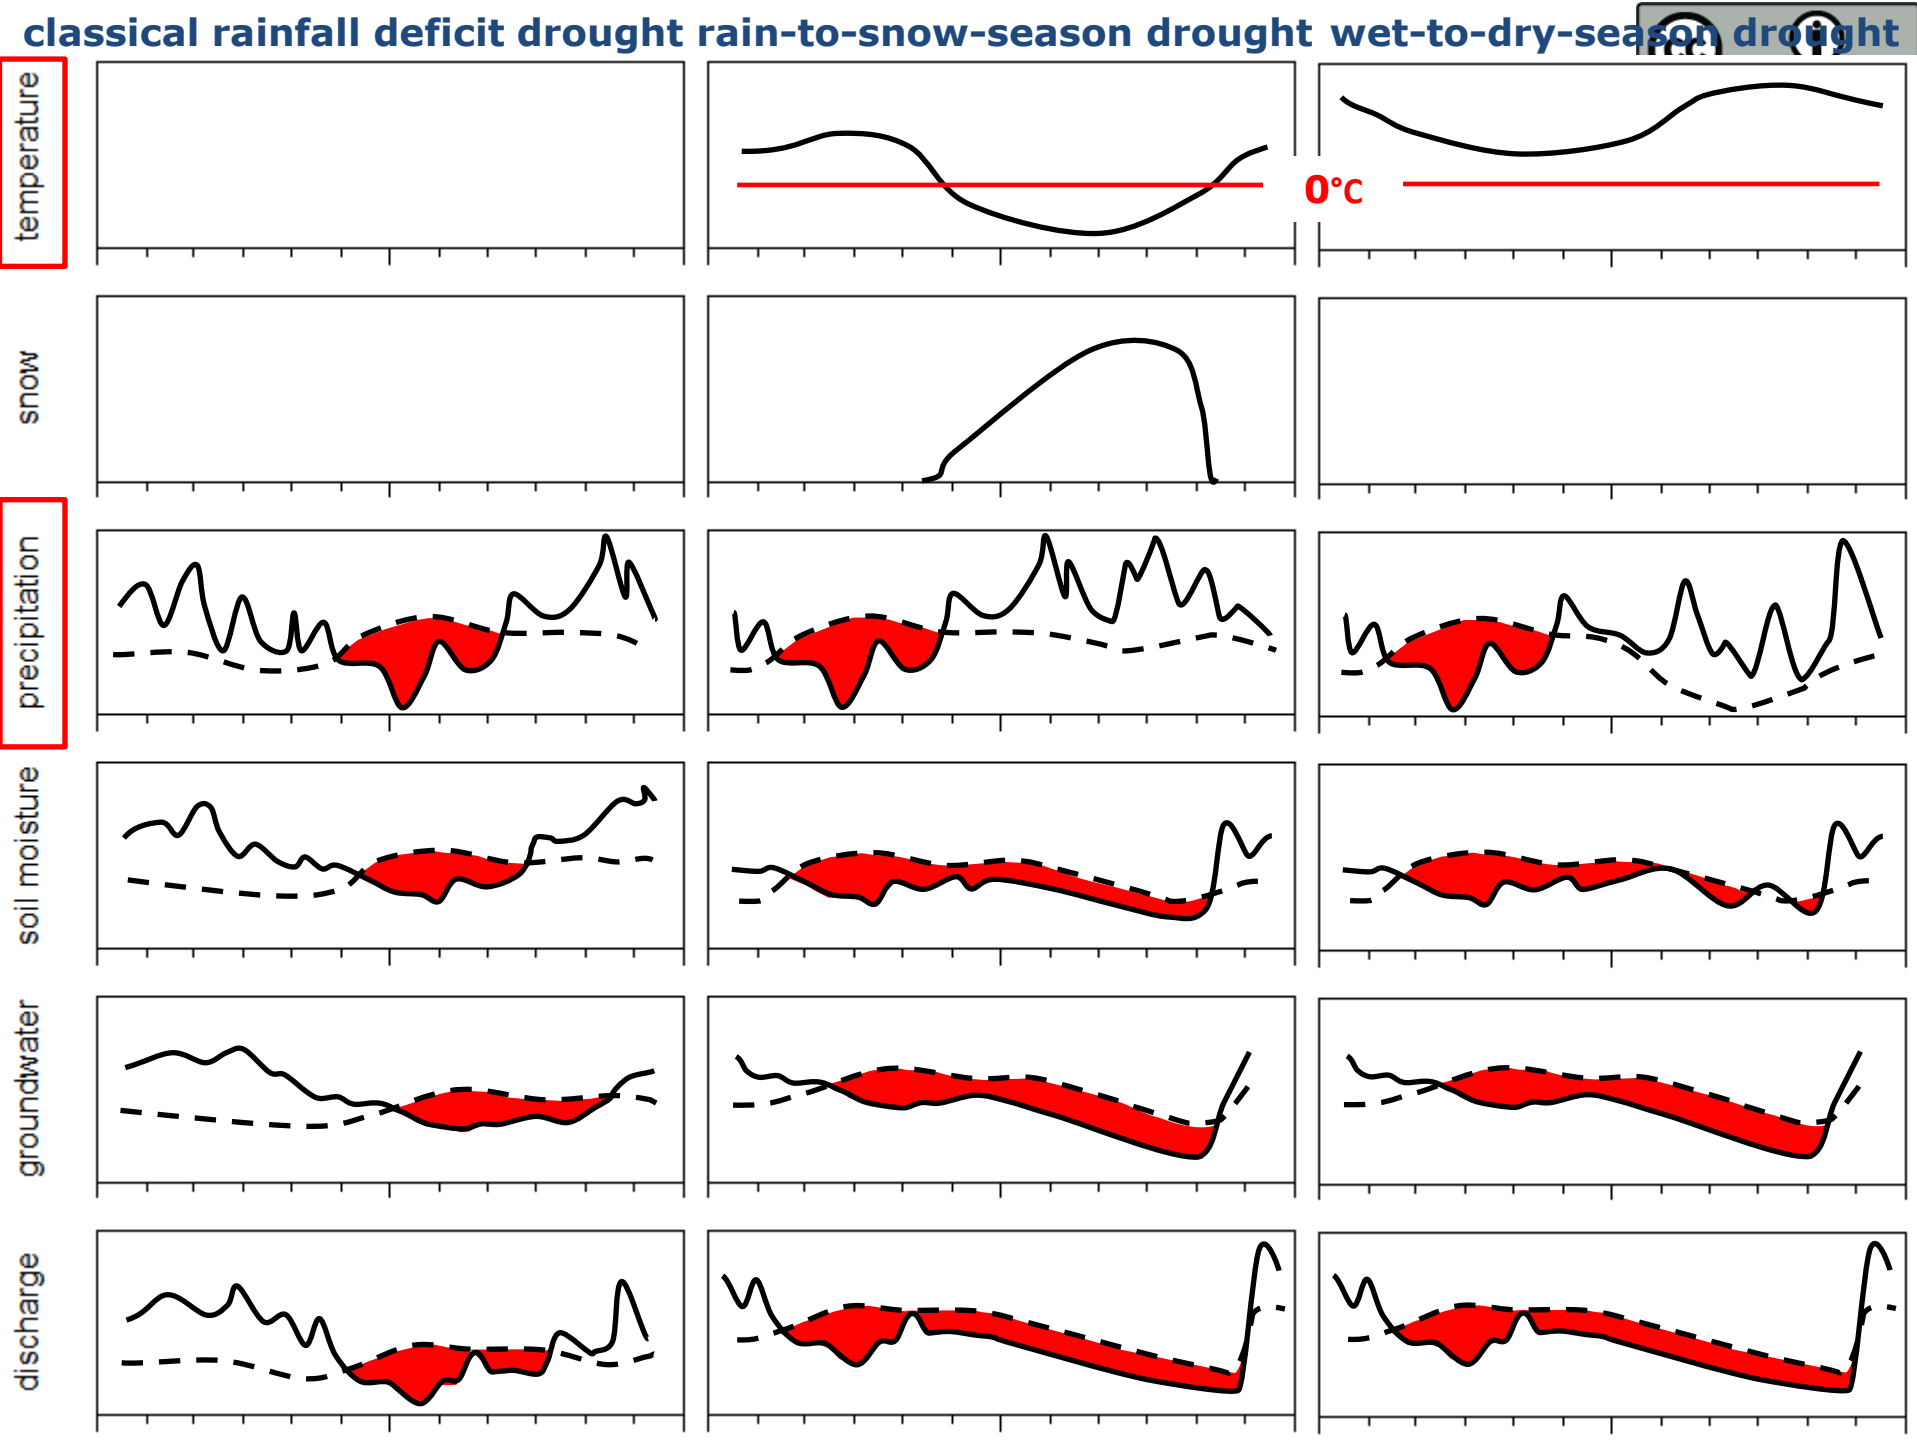 classical rainfall deficit drought rain-to-snow-season drought wet-to-dry-season drought
temperature
0°C
snow
precipitation
soil moisture
groundwater
discharge